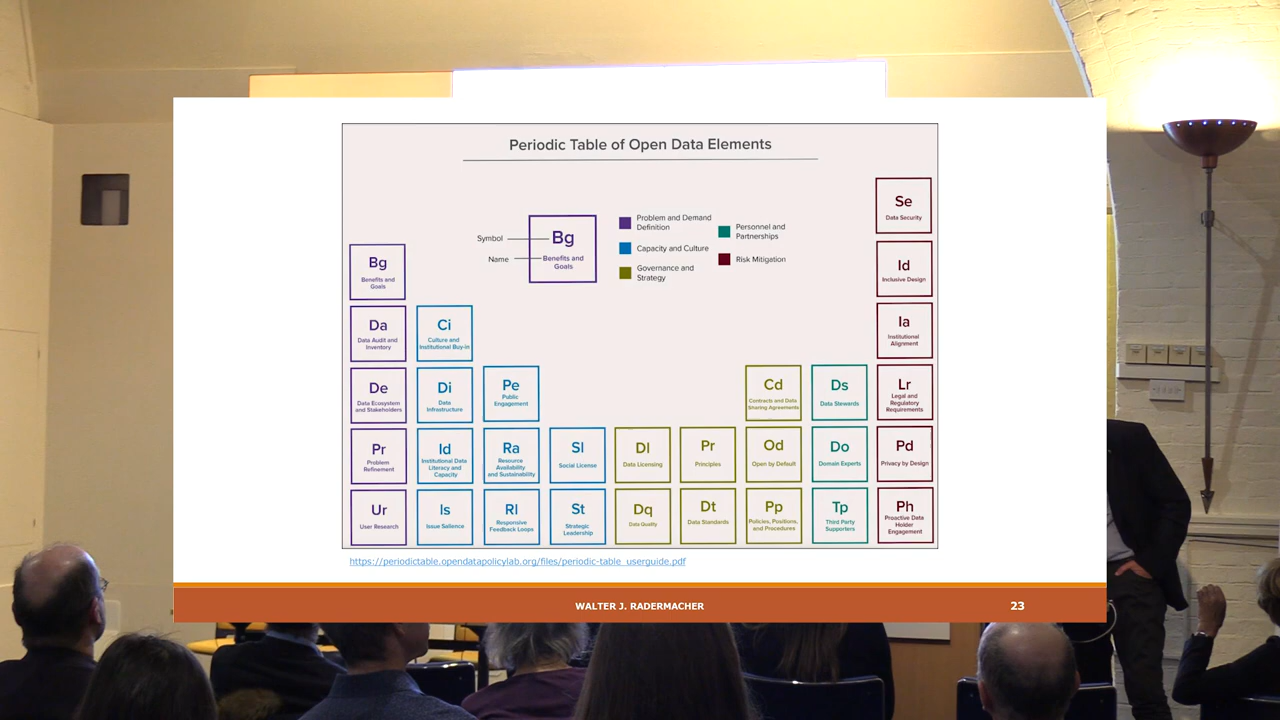 Periodic Table of Open Data Elements
Symbol
Name
Bg
Benefits and
Goals
Problem and Demand
Definition
Capacity and Culture
Governance and
Strategy
Personnel and
Partnerships
Risk Mitigation
Se
Data Security
Bg
Benefits and
Goals
Id
Inclusive Design
Da
Data Audit and
Inventory
Ci
Culture and
Institutional Buy-in
Ia
Institutional
Alignment
De
Data Ecosystem
and Stakeholders
Di
Data
Infrastructure
Pe
Public
Engagement
Cd
Contracts and Data
Sharing Agreements
Ds
Data Stewards
Lr
Legal and
Regulatory
Requirements
Pr
Problem
Refinement
Id
Institutional Data
Literacy and
Capacity
Ra
Resource
Availability
and Sustainability
Sl
Social License
Dl
Data Licensing
Pr
Principles
Od
Open by Default
Do
Domain Experts
Pd
Privacy by Design
Ur
User Research
Is
Issue Salience
Rl
Responsive
Feedback Loops
St
Strategic
Leadership
Dq
Data Quality
Dt
Data Standards
Pp
Policies, Positions,
and Procedures
Tp
Third Party
Supporters
Ph
Proactive Data
Holder
Engagement
https://periodictable.opendatapolicylab.org/files/periodic-table_userguide.pdf
WALTER J. RADERMACHER
23